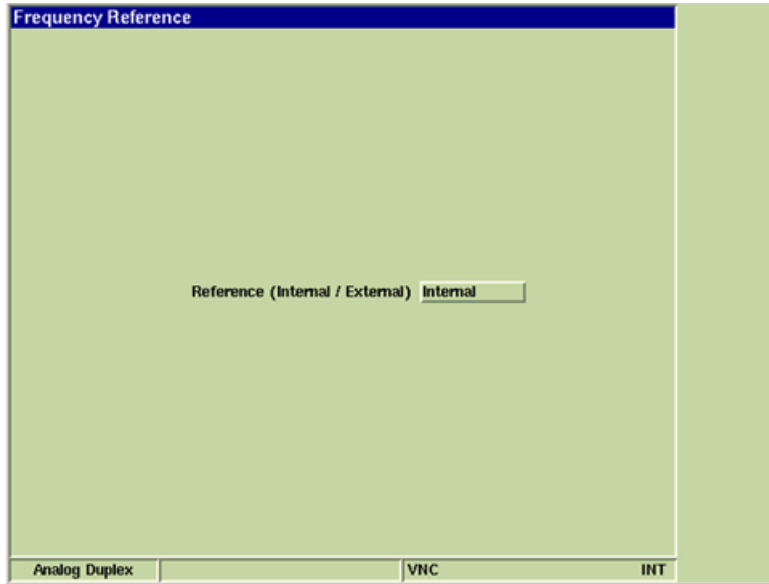 Frequency Reference
Reference (Internal / External) Internal
Analog Duplex VNC INT